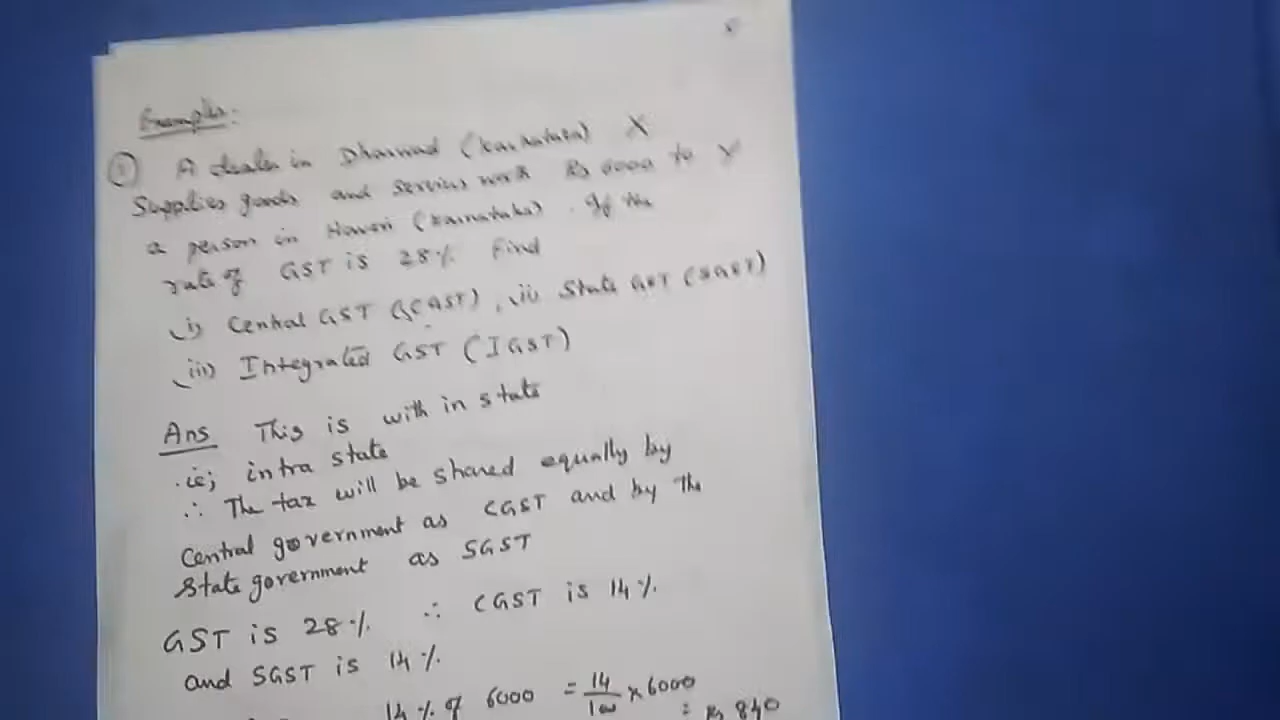 Examples:
① A dealer in Dharwad (Karnataka) X
Supplies goods and services worth Rs 6000 to Y
a person in Haveri (Karnataka). If the
rate of GST is 28% Find
i) Central GST (CGST), ii) State GST (SGST)
iii) Integrated GST (IGST)
Ans This is with in state
ie; intra state
∴ The tax will be shared equally by
Central government as CGST and by the
State government as SGST
GST is 28% ∴ CGST is 14%
and SGST is 14%
14% of 6000 = 14/100 × 6000
= Rs 840